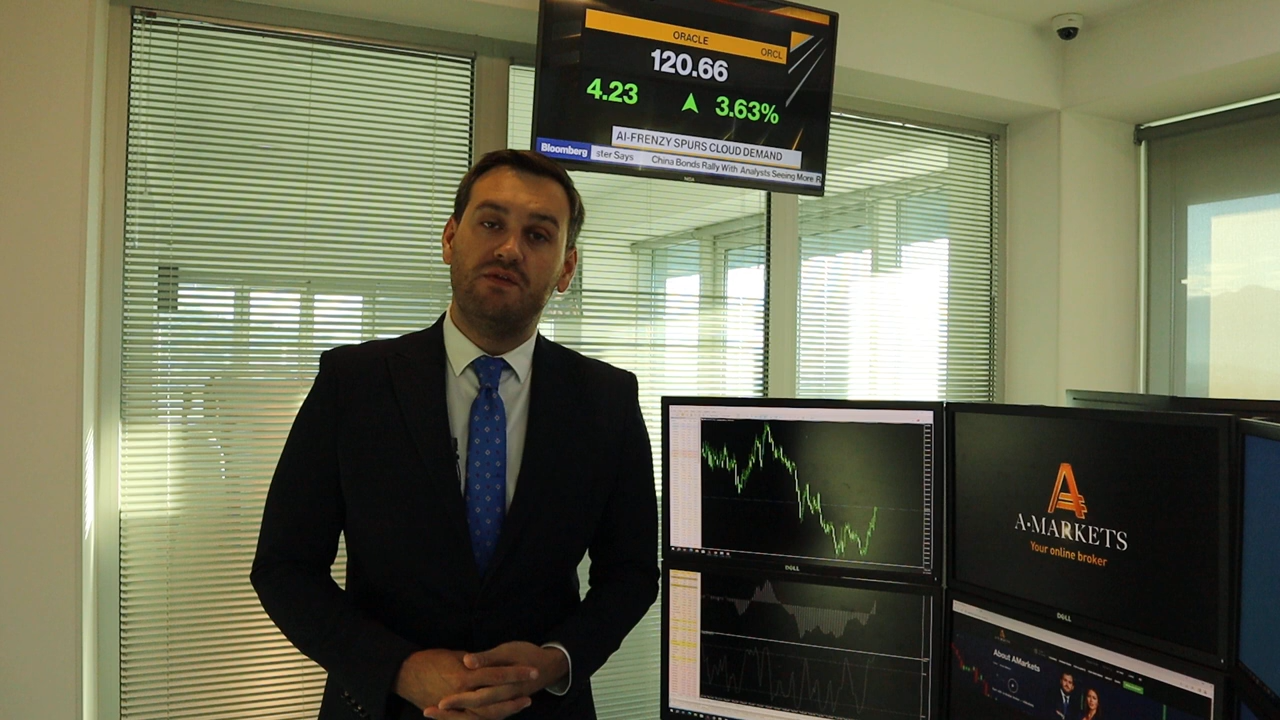 ORACLE
ORCL
120.66
4.23 3.63%
AI-FRENZY SPURS CLOUD DEMAND
Bloomberg ster Says China Bonds Rally With Analysts Seeing More R
A·MARKETS
Your online broker
DELL
DELL
About AMarkets